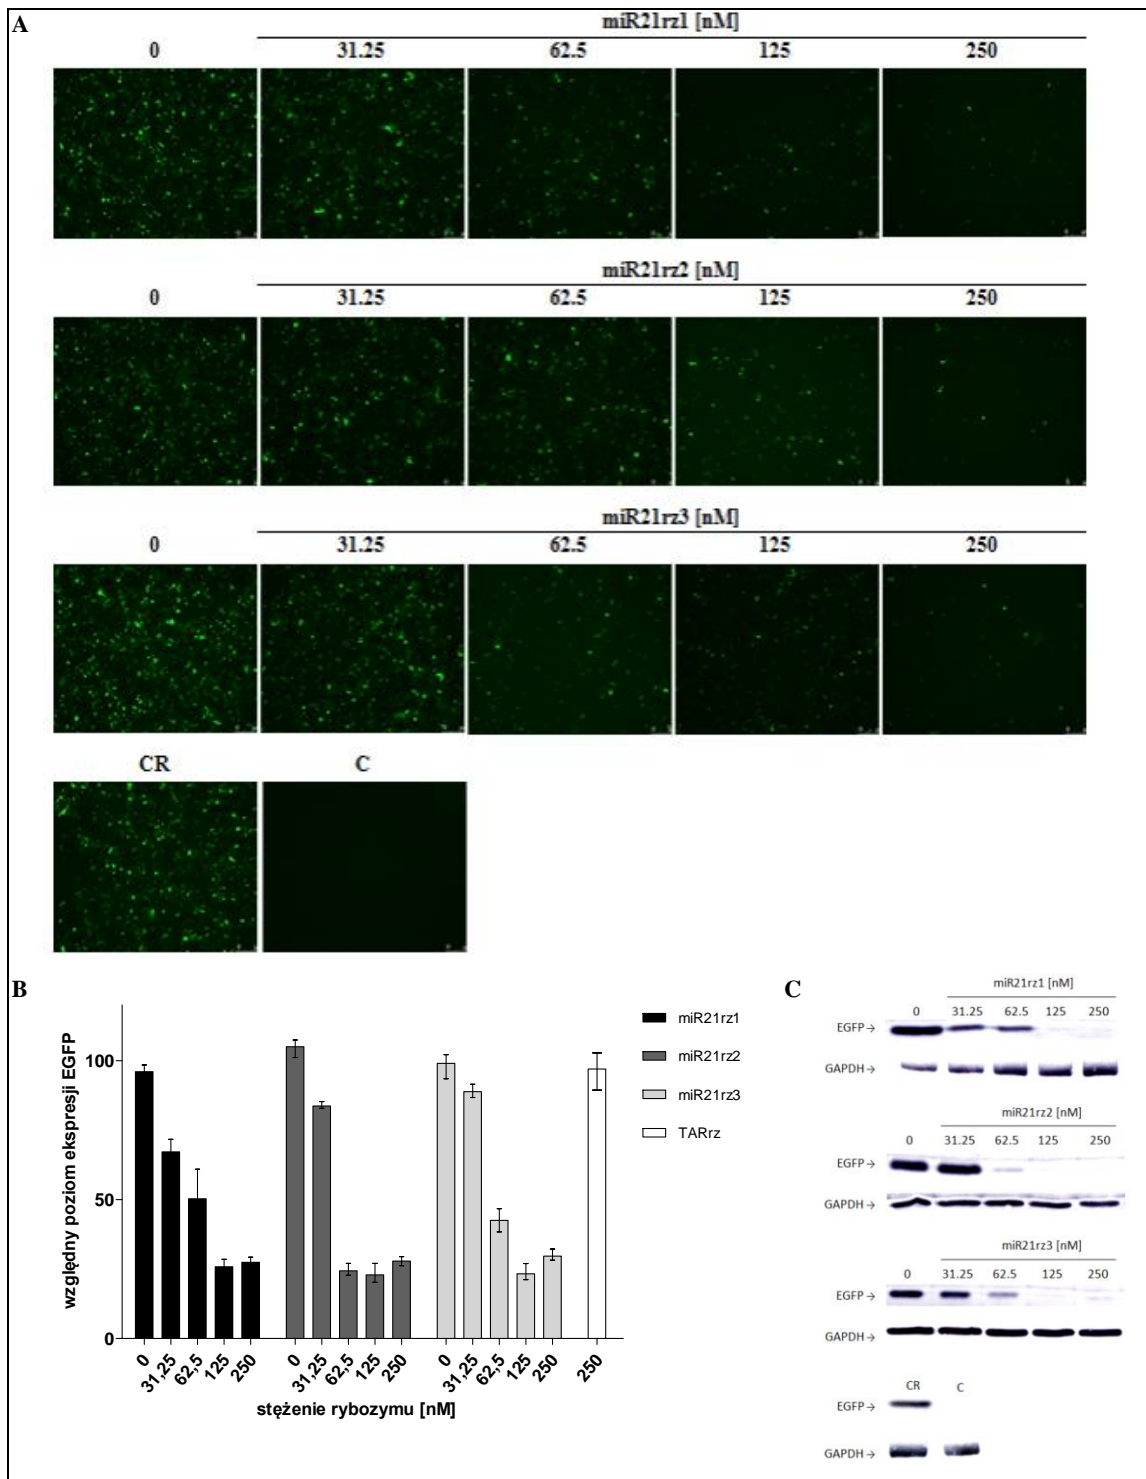 A
miR21rz1 [nM]
0 31.25 62.5 125 250
miR21rz2 [nM]
0 31.25 62.5 125 250
miR21rz3 [nM]
0 31.25 62.5 125 250
CR C
B
względny poziom ekspresji EGFP
100
50
0
0 31,25 62,5 125 250 0 31,25 62,5 125 250 0 31,25 62,5 125 250 250
stężenie rybozymu [nM]
miR21rz1
miR21rz2
miR21rz3
TARrz
C
miR21rz1 [nM]
0 31.25 62.5 125 250
EGFP →
GAPDH →
miR21rz2 [nM]
0 31.25 62.5 125 250
EGFP →
GAPDH →
miR21rz3 [nM]
0 31.25 62.5 125 250
EGFP →
GAPDH →
CR C
EGFP →
GAPDH →